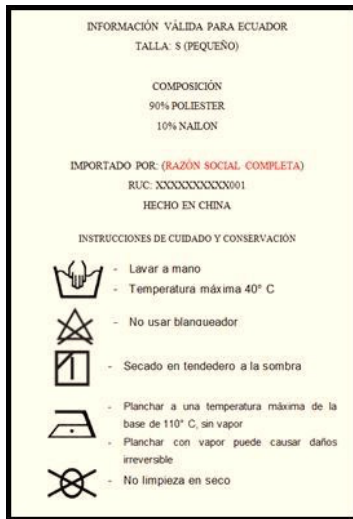 INFORMACIÓN VÁLIDA PARA ECUADOR
TALLA: S (PEQUEÑO)
COMPOSICIÓN
90% POLIESTER
10% NAILON
IMPORTADO POR: (RAZÓN SOCIAL COMPLETA)
RUC: XXXXXXXXXX001
HECHO EN CHINA
INSTRUCCIONES DE CUIDADO Y CONSERVACIÓN
- Lavar a mano
- Temperatura máxima 40° C
- No usar blanqueador
- Secado en tendedero a la sombra
- Planchar a una temperatura máxima de la
base de 110° C, sin vapor
- Planchar con vapor puede causar daños
irreversible
- No limpieza en seco